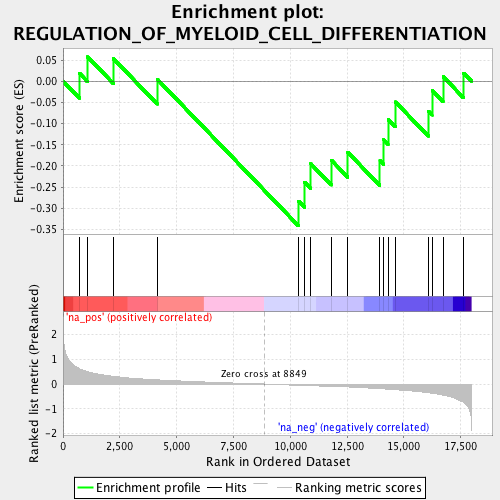 Enrichment plot:
REGULATION_OF_MYELOID_CELL_DIFFERENTIATION
Enrichment score (ES)
0.05
0.00
-0.05
-0.10
-0.15
-0.20
-0.25
-0.30
-0.35
'na_pos' (positively correlated)
Ranked list metric (PreRanked)
2
1
0
-1
-2
Zero cross at 8849
'na_neg' (negatively correlated)
0 2,500 5,000 7,500 10,000 12,500 15,000 17,500
Rank in Ordered Dataset
Enrichment profile Hits Ranking metric scores